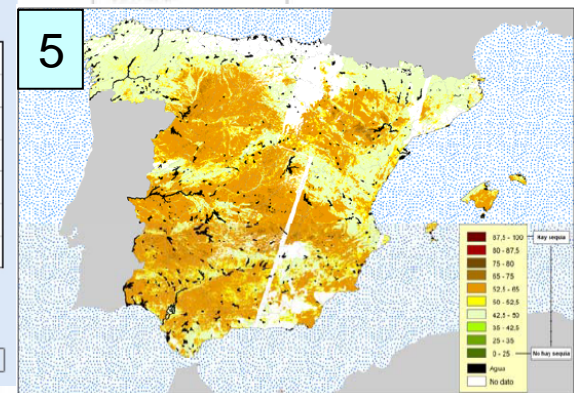 5
87,5 - 100
80 - 87,5
75 - 80
65 - 75
52,5 - 65
50 - 52,5
42,5 - 50
35 - 42,5
25 - 35
0 - 25
Agua
No dato
Hay sequia
No hay sequia